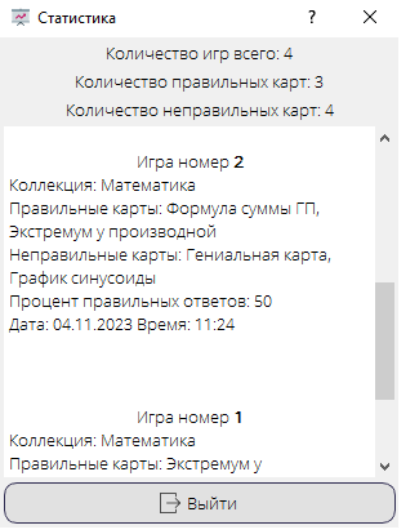 Статистика
?
Количество игр всего: 4
Количество правильных карт: 3
Количество неправильных карт: 4
Игра номер 2
Коллекция: Математика
Правильные карты: Формула суммы ГП,
Экстремум у производной
Неправильные карты: Гениальная карта,
График синусоиды
Процент правильных ответов: 50
Дата: 04.11.2023 Время: 11:24
Игра номер 1
Коллекция: Математика
Правильные карты: Экстремум у
Выйти